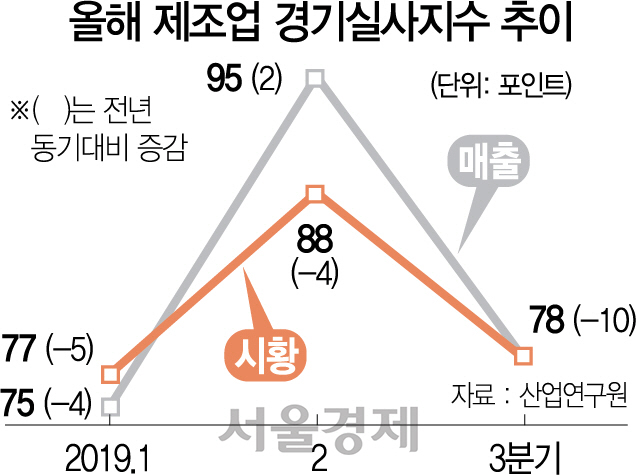 올해 제조업 경기실사지수 추이
95 (2)
(단위: 포인트)
※( )는 전년
동기대비 증감
매출
88
(−4)
78 (−10)
77 (−5)
시황
75 (−4)
자료 : 산업연구원
서울경제
2019.1
2
3분기